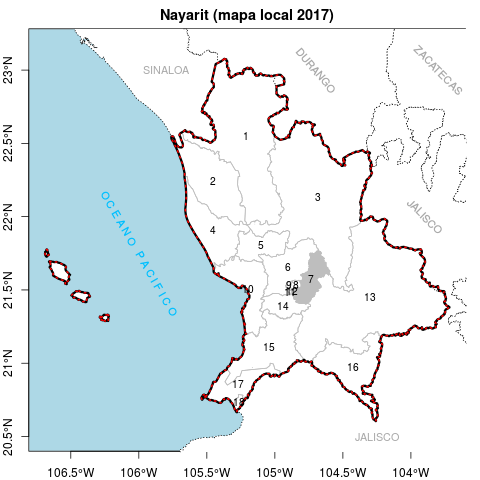 Nayarit (mapa local 2017)
SINALOA
DURANGO
ZACATECAS
JALISCO
OCEANO PACIFICO
JALISCO
1
2
3
4
5
6
7
9 8
10
13
14
15
16
17
18
23°N
22.5°N
22°N
21.5°N
21°N
20.5°N
106.5°W
106°W
105.5°W
105°W
104.5°W
104°W